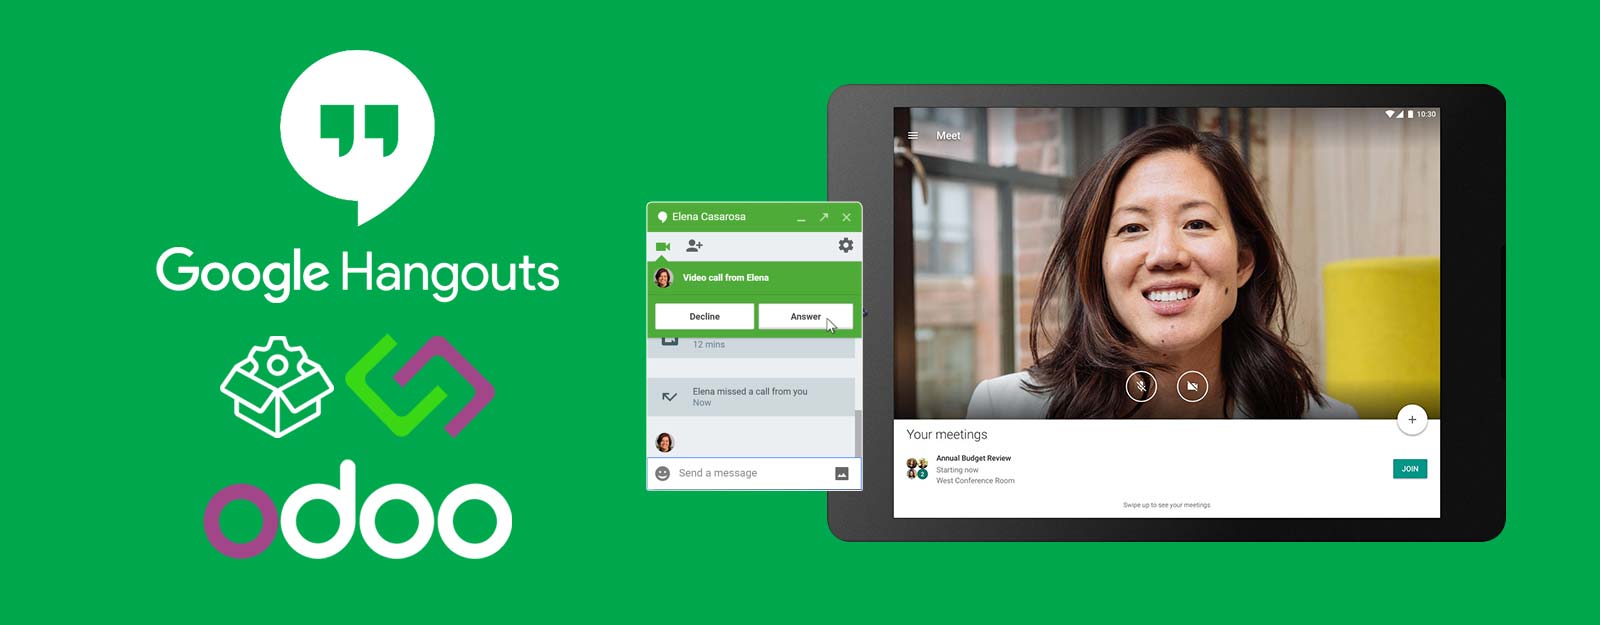 Google Hangouts
odoo
Elena Casarosa
Video call from Elena
Decline
Answer
12 mins
Elena missed a call from you
Now
Send a message
10:30
Meet
Your meetings
Annual Budget Review
Starting now
West Conference Room
JOIN
Swipe up to see your meetings